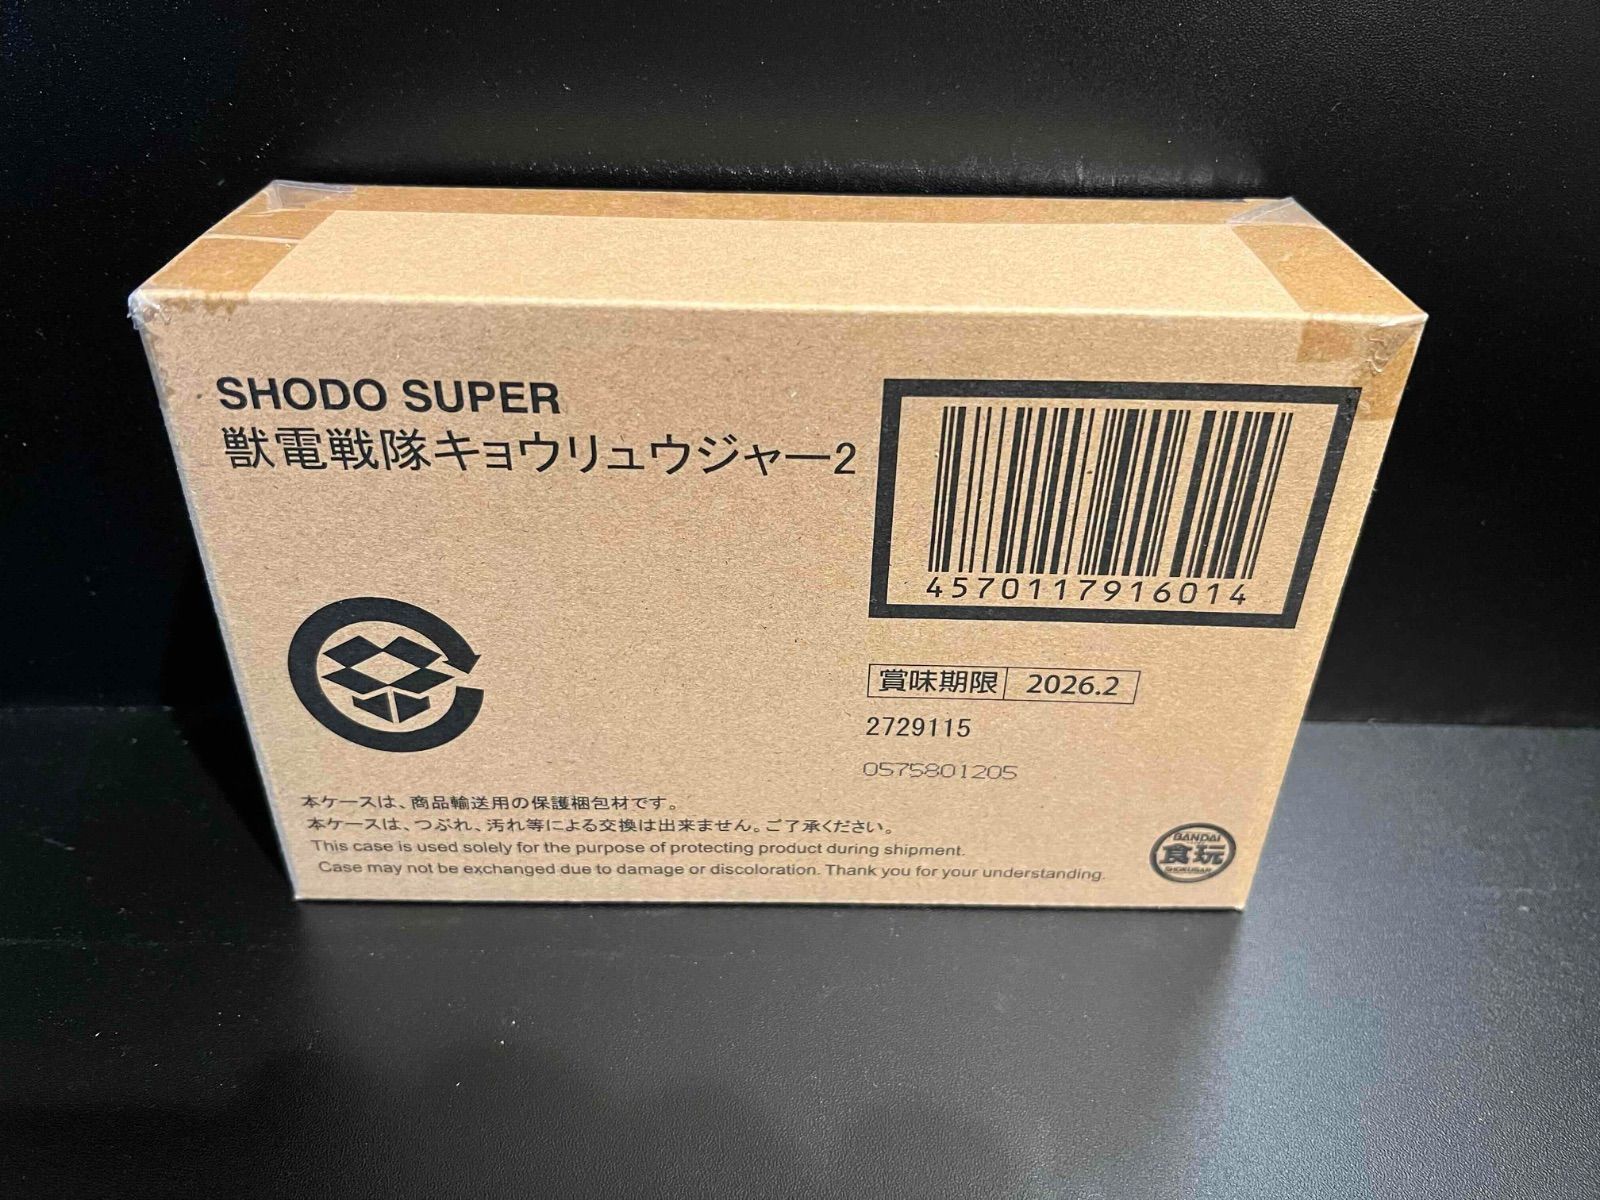 SHODO SUPER
獣電戦隊キョウリュウジャー2
4570117916014
賞味期限 2026.2
2729115
0575801205
本ケースは、商品輸送用の保護梱包材です。
本ケースは、つぶれ、汚れ等による交換は出来ません。ご了承ください。
This case is used solely for the purpose of protecting product during shipment.
Case may not be exchanged due to damage or discoloration. Thank you for your understanding.
BANDAI
食玩
SHOKUGAN